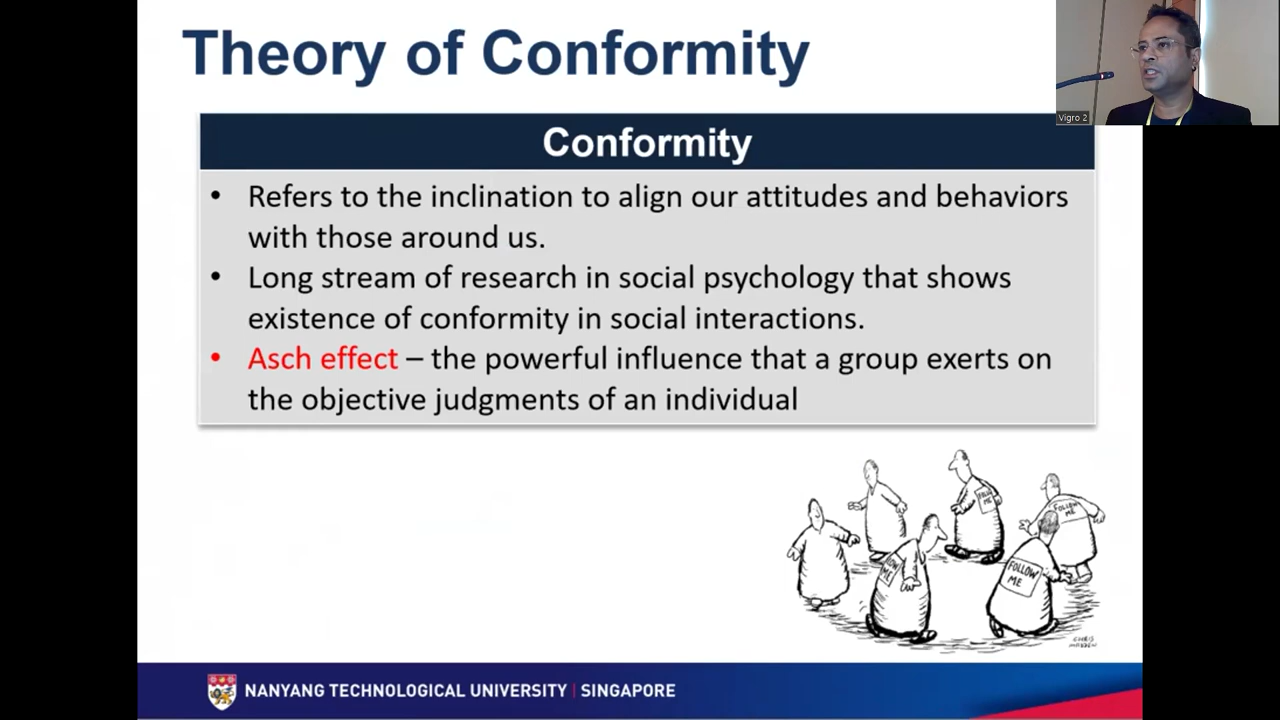 Theory of Conformity
Vigro 2
Conformity
• Refers to the inclination to align our attitudes and behaviors
with those around us.
• Long stream of research in social psychology that shows
existence of conformity in social interactions.
• Asch effect – the powerful influence that a group exerts on
the objective judgments of an individual
FOLLOW
ME
FOLLOW
ME
FOLLOW
ME
NANYANG TECHNOLOGICAL UNIVERSITY | SINGAPORE